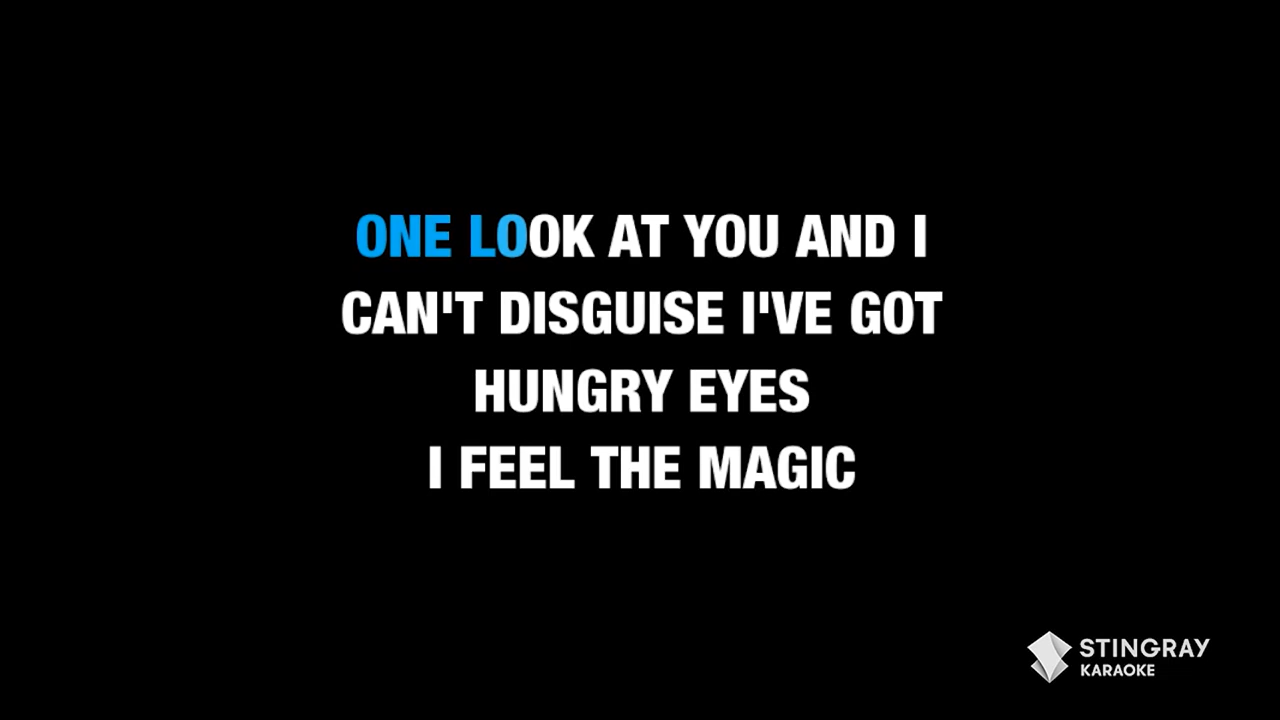 ONE LOOK AT YOU AND I
CAN'T DISGUISE I'VE GOT
HUNGRY EYES
I FEEL THE MAGIC
STINGRAY
KARAOKE